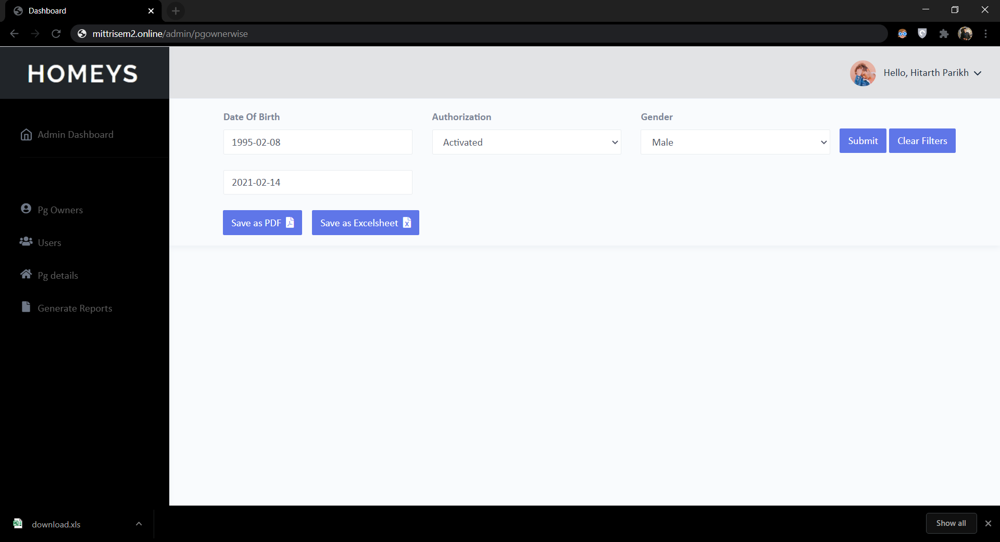 Dashboard
mittrisem2.online/admin/pgownerwise
HOMEYS
Hello, Hitarth Parikh
Admin Dashboard
Pg Owners
Users
Pg details
Generate Reports
Date Of Birth
1995-02-08
2021-02-14
Authorization
Activated
Gender
Male
Submit
Clear Filters
Save as PDF
Save as Excelsheet
download.xls
Show all